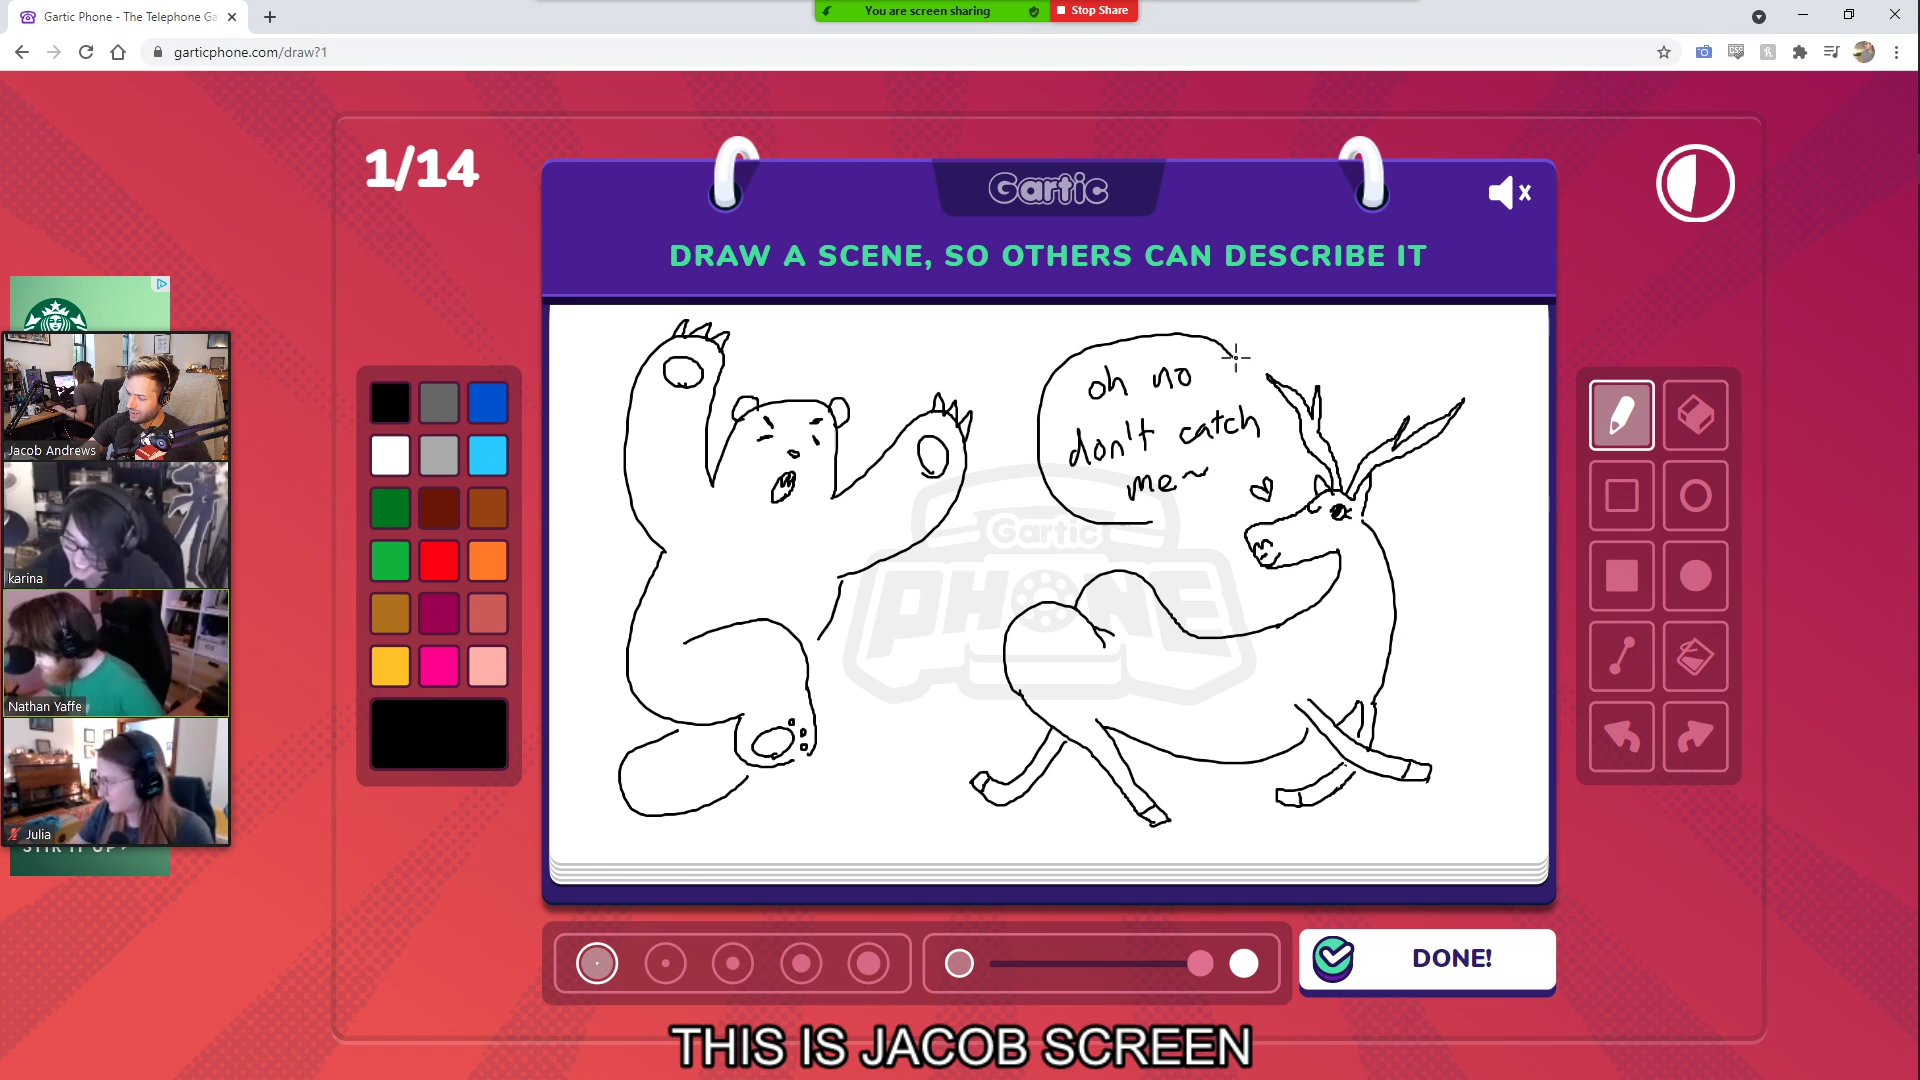 Gartic Phone - The Telephone Ga
You are screen sharing
Stop Share
garticphone.com/draw?1
1/14
Gartic
DRAW A SCENE, SO OTHERS CAN DESCRIBE IT
oh no
don't catch
me~
Gartic
PHONE
Jacob Andrews
karina
Nathan Yaffe
Julia
DONE!
THIS IS JACOB SCREEN